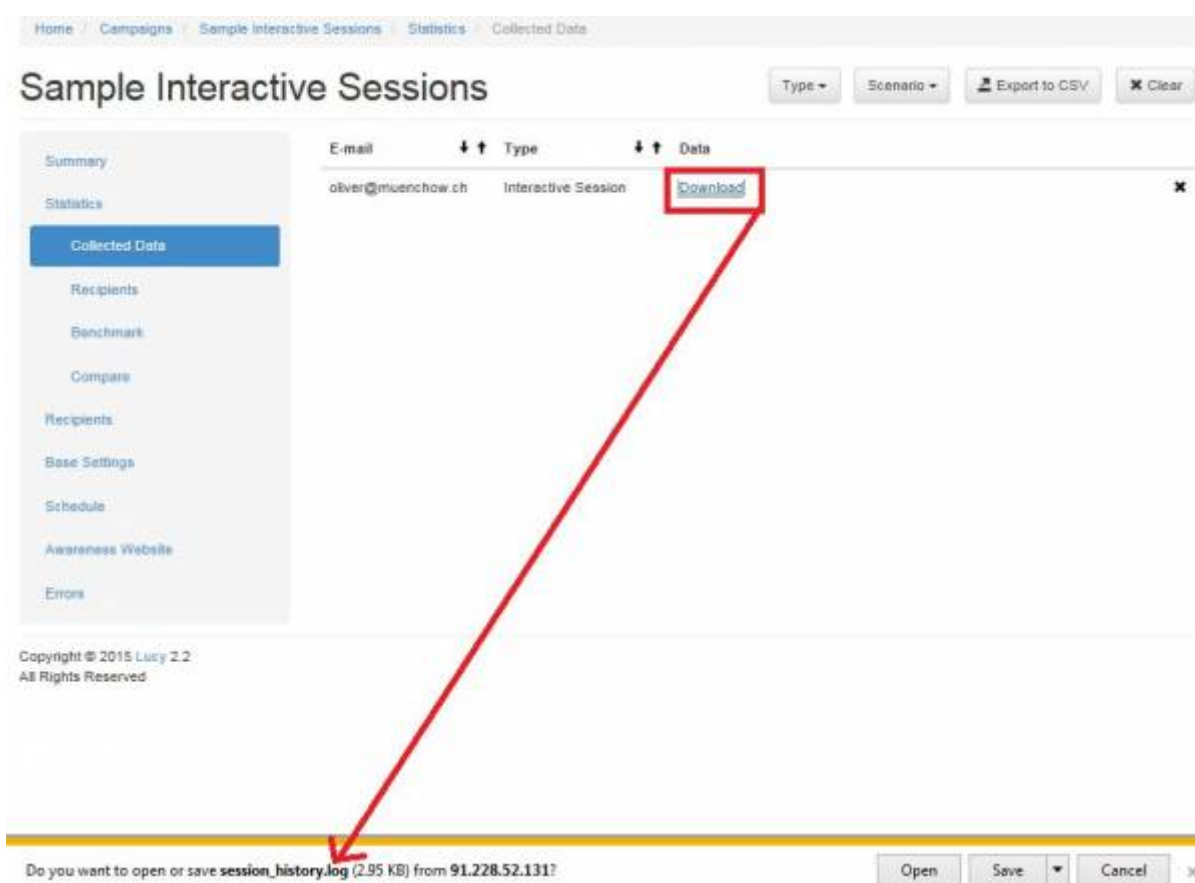 Home / Campaigns / Sample Interactive Sessions / Statistics / Collected Data
Sample Interactive Sessions
Type
Scenario
Export to CSV
Clear
Summary
Statistics
Collected Data
Recipients
Benchmark
Compare
Recipients
Base Settings
Schedule
Awareness Website
Errors
E-mail Type Data
oliver@muenchow.ch Interactive Session Download
Copyright © 2015 Lucy 2.2
All Rights Reserved
Do you want to open or save session_history.log (2.95 KB) from 91.228.52.131?
Open
Save
Cancel